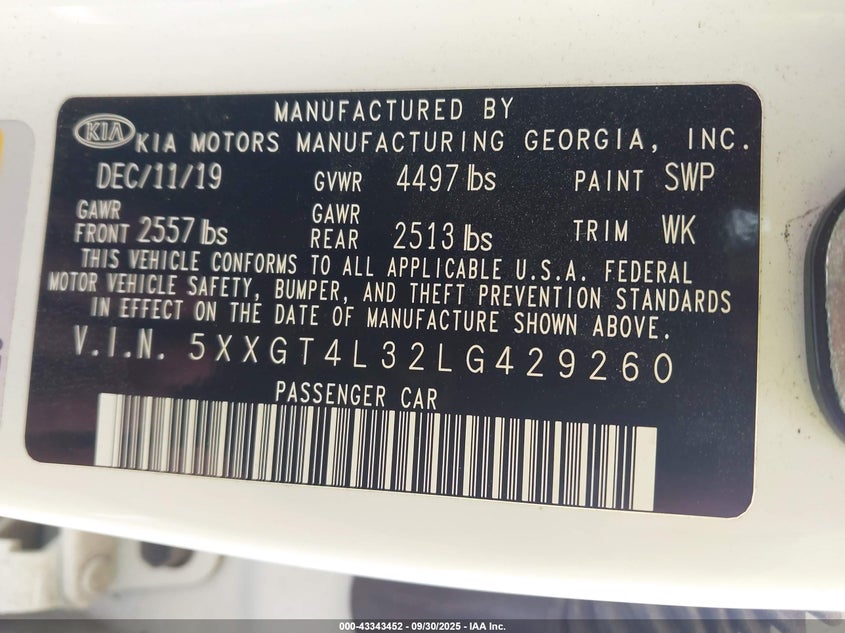 MANUFACTURED BY
KIA KIA MOTORS MANUFACTURING GEORGIA, INC.
DEC/11/19 GVWR 4497 lbs PAINT SWP
GAWR FRONT 2557 lbs GAWR REAR 2513 lbs TRIM WK
THIS VEHICLE CONFORMS TO ALL APPLICABLE U.S.A. FEDERAL
MOTOR VEHICLE SAFETY, BUMPER, AND THEFT PREVENTION STANDARDS
IN EFFECT ON THE DATE OF MANUFACTURE SHOWN ABOVE.
V.I.N. 5XXGT4L32LG429260
PASSENGER CAR
000-43343452 - 09/30/2025 - IAA Inc.